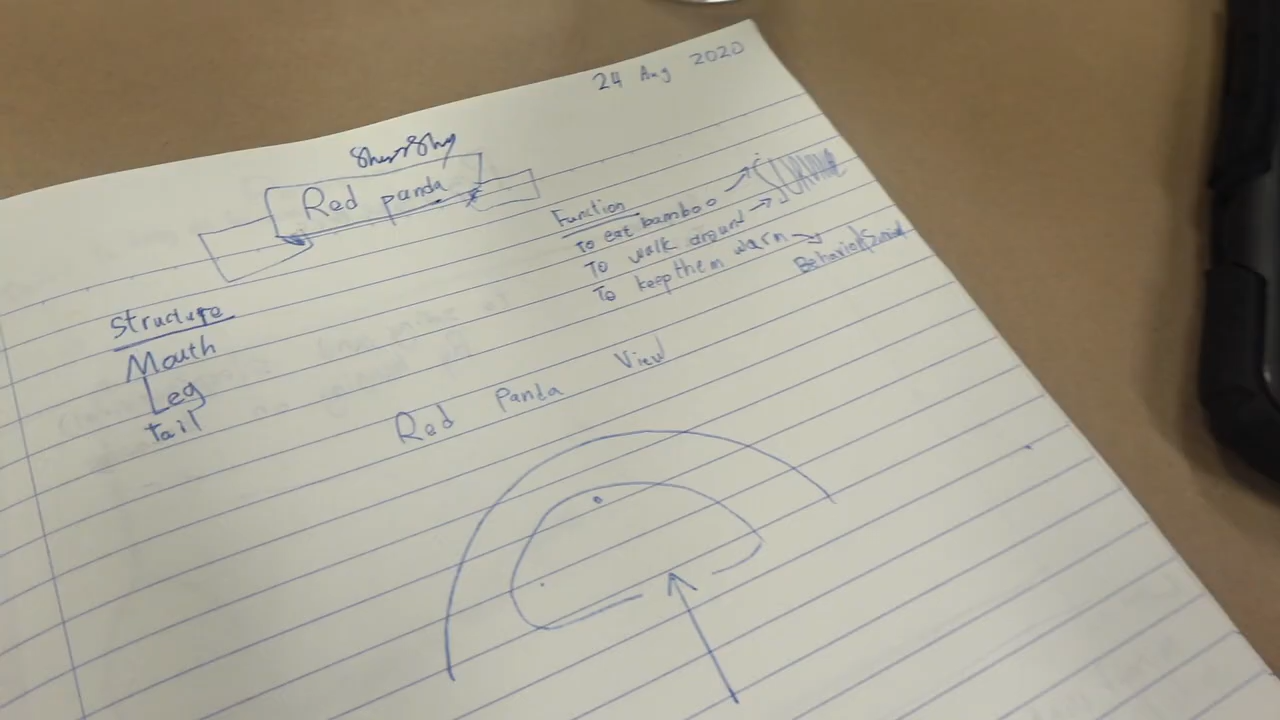 24 Aug 2020
Red panda
Function
To eat bamboo
To walk around
To keep them warm
Structure
Mouth
Leg
tail
Red Panda View